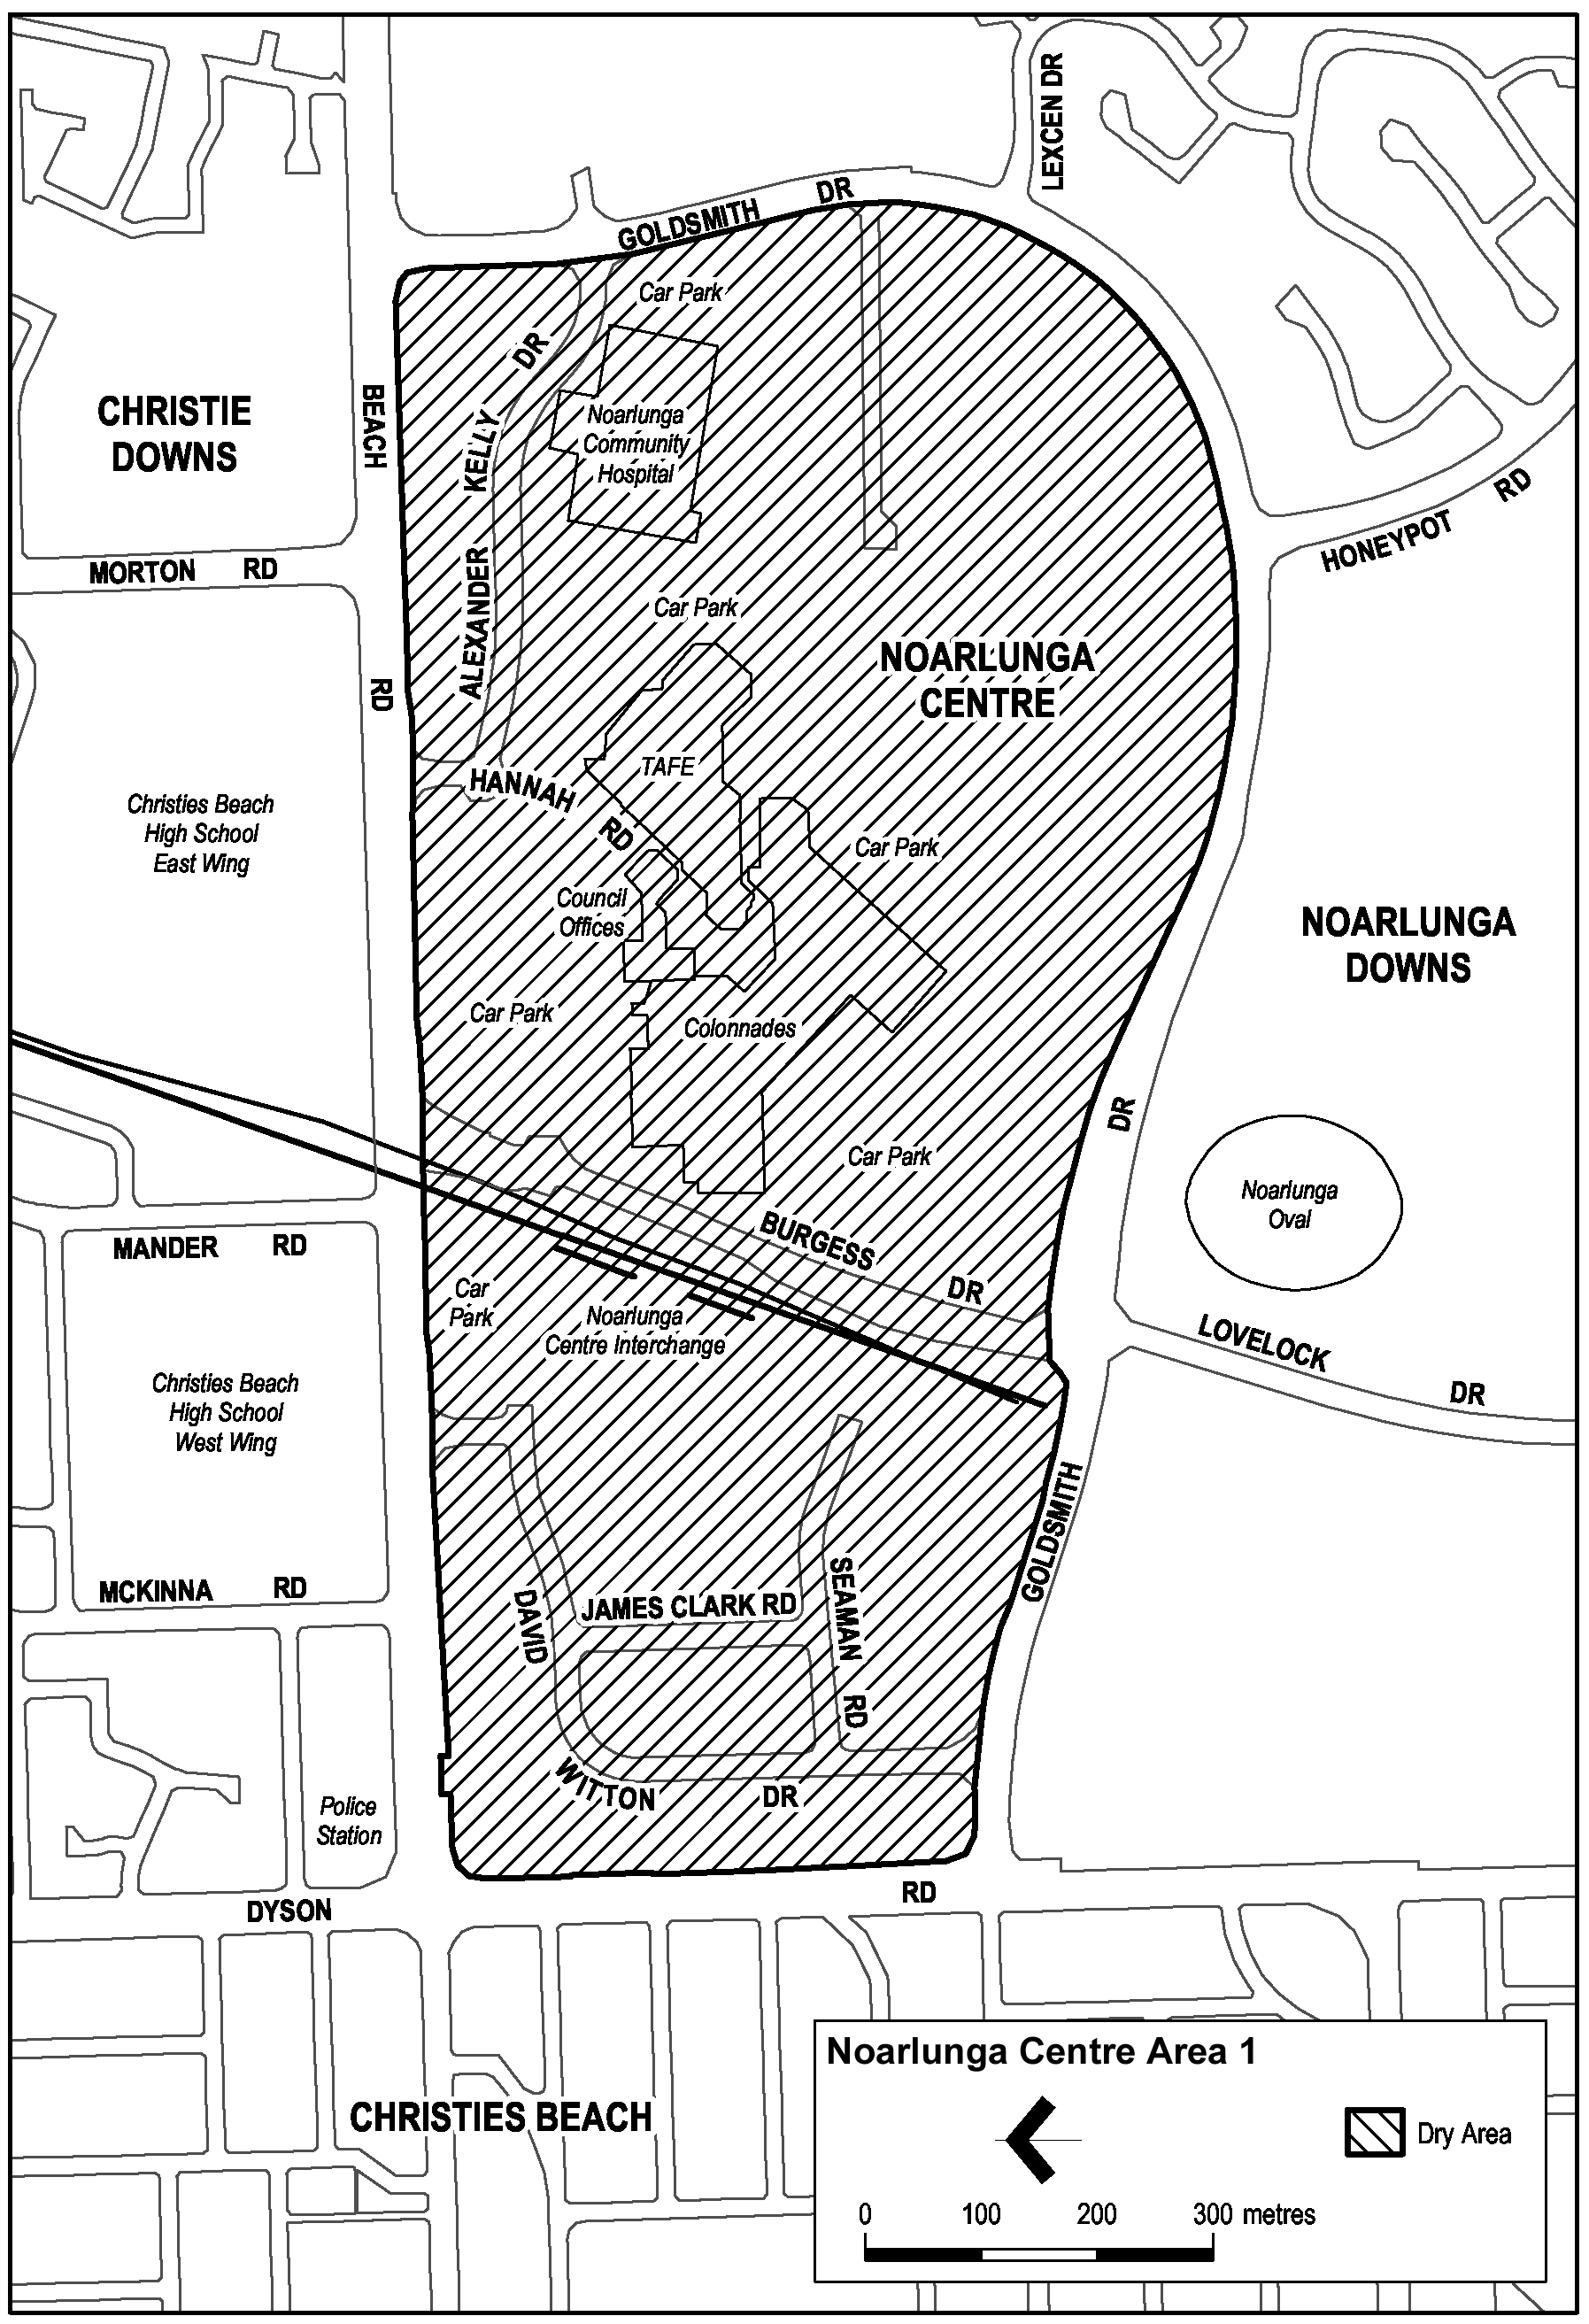 LEXCEN DR
GOLDSMITH DR
Car Park
KELLY DR
BEACH
CHRISTIE
DOWNS
Noarlunga
Community
Hospital
HONEYPOT RD
MORTON RD
ALEXANDER
Car Park
NOARLUNGA
CENTRE
RD
TAFE
HANNAH
RD
Christies Beach
High School
East Wing
Car Park
Council
Offices
NOARLUNGA
DOWNS
Car Park
Colonnades
DR
Car Park
Noarlunga
Oval
BURGESS DR
MANDER RD
Car
Park
Noarlunga
Centre Interchange
LOVELOCK DR
Christies Beach
High School
West Wing
GOLDSMITH
MCKINNA RD
DAVID
JAMES CLARK RD
SEAMAN RD
WITTON DR
Police
Station
DYSON RD
Noarlunga Centre Area 1
CHRISTIES BEACH
Dry Area
0 100 200 300 metres